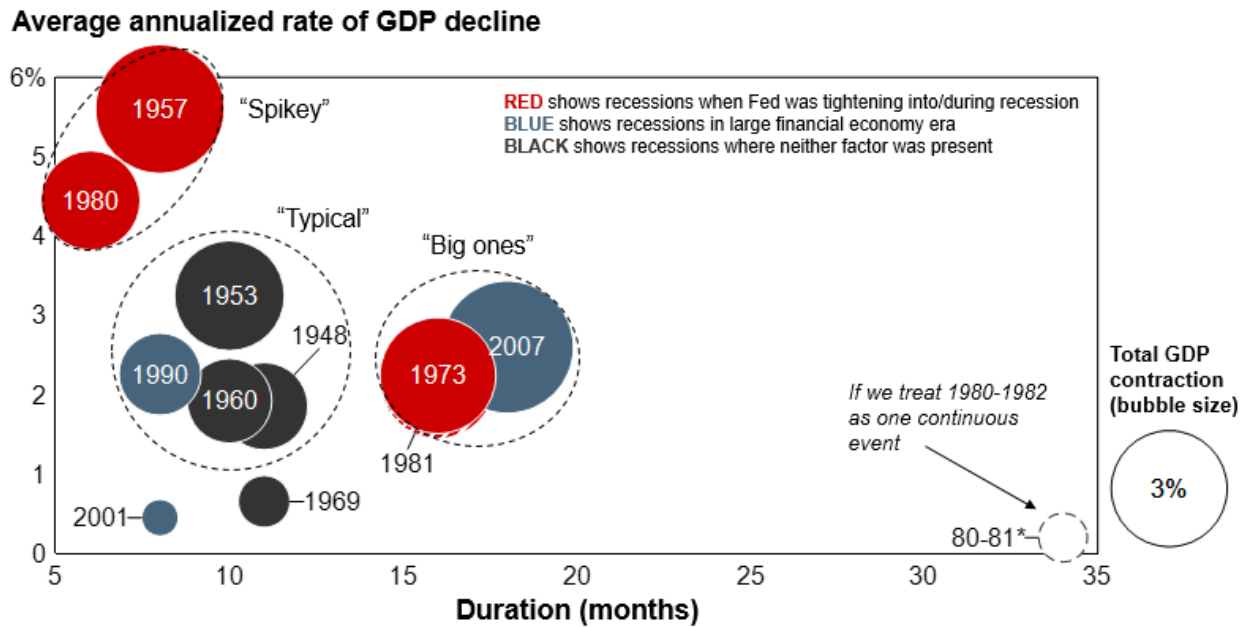 Average annualized rate of GDP decline
6%
5
4
3
2
1
0
5
10
15
20
25
30
35
Duration (months)
RED shows recessions when Fed was tightening into/during recession
BLUE shows recessions in large financial economy era
BLACK shows recessions where neither factor was present
“Spikey”
1957
1980
“Typical”
1953
1948
1990
1960
2001
1969
“Big ones”
2007
1973
1981
If we treat 1980-1982
as one continuous
event
80-81*
Total GDP
contraction
(bubble size)
3%